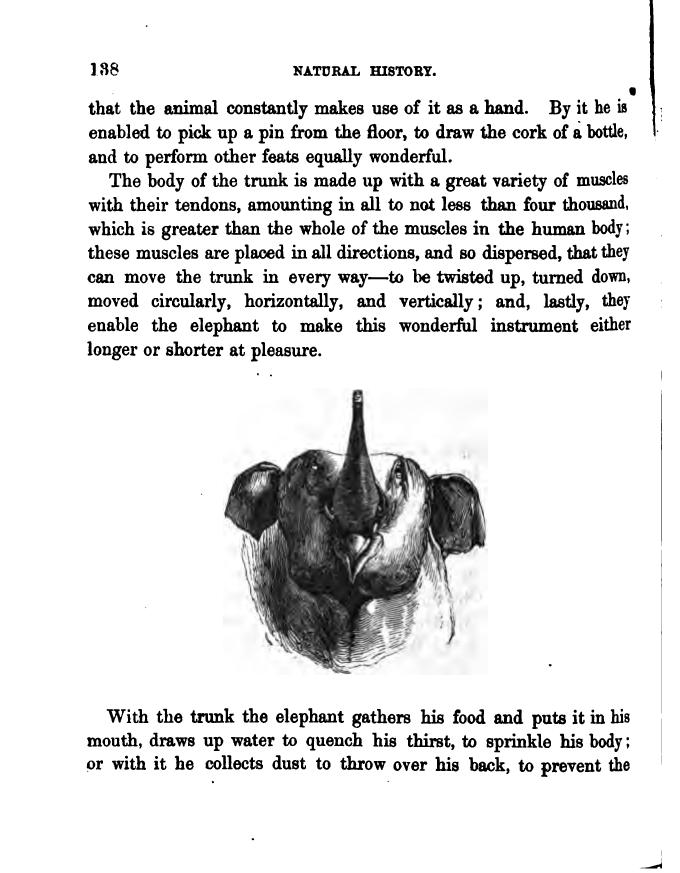 138 NATURAL HISTORY.
that the animal constantly makes use of it as a hand. By it he is
enabled to pick up a pin from the floor, to draw the cork of a bottle,
and to perform other feats equally wonderful.
The body of the trunk is made up with a great variety of muscles
with their tendons, amounting in all to not less than four thousand,
which is greater than the whole of the muscles in the human body;
these muscles are placed in all directions, and so dispersed, that they
can move the trunk in every way—to be twisted up, turned down,
moved circularly, horizontally, and vertically; and, lastly, they
enable the elephant to make this wonderful instrument either
longer or shorter at pleasure.
With the trunk the elephant gathers his food and puts it in his
mouth, draws up water to quench his thirst, to sprinkle his body;
or with it he collects dust to throw over his back, to prevent the